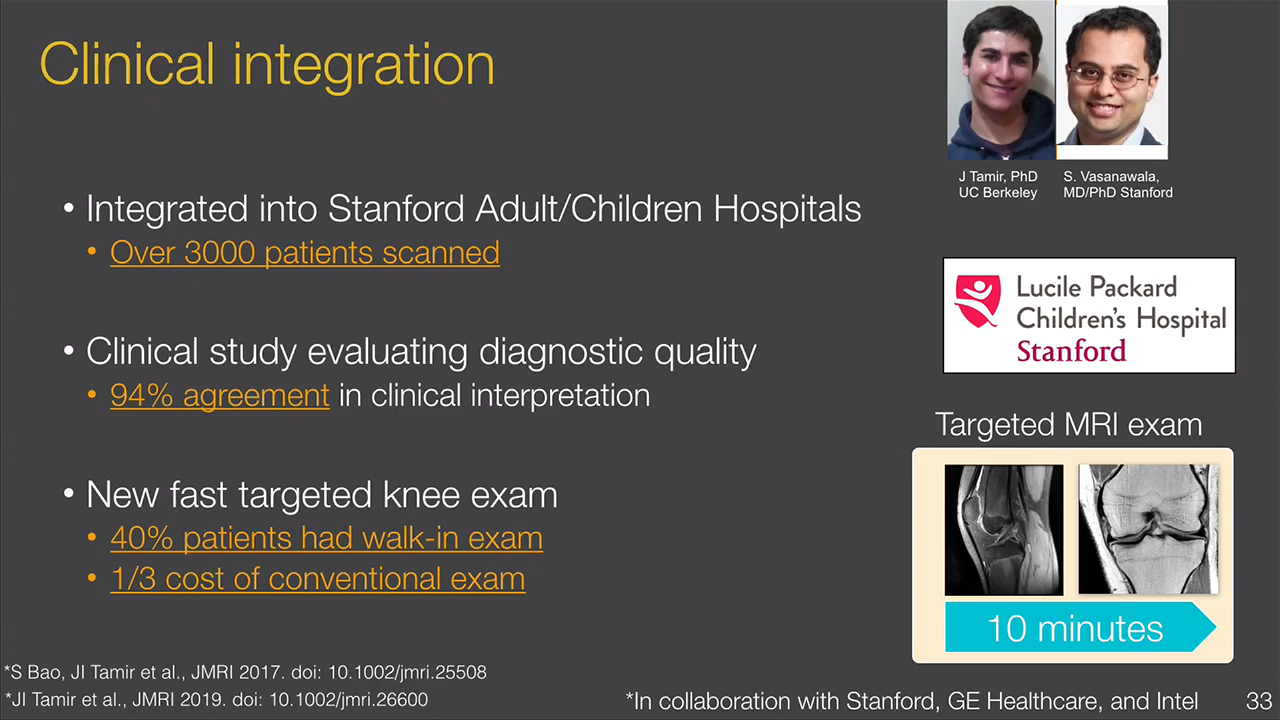 Clinical integration
J Tamir, PhD
UC Berkeley
S. Vasanawala,
MD/PhD Stanford
• Integrated into Stanford Adult/Children Hospitals
• Over 3000 patients scanned
Lucile Packard
Children's Hospital
Stanford
• Clinical study evaluating diagnostic quality
• 94% agreement in clinical interpretation
Targeted MRI exam
• New fast targeted knee exam
• 40% patients had walk-in exam
• 1/3 cost of conventional exam
10 minutes
*S Bao, JI Tamir et al., JMRI 2017. doi: 10.1002/jmri.25508
*JI Tamir et al., JMRI 2019. doi: 10.1002/jmri.26600
*In collaboration with Stanford, GE Healthcare, and Intel
33